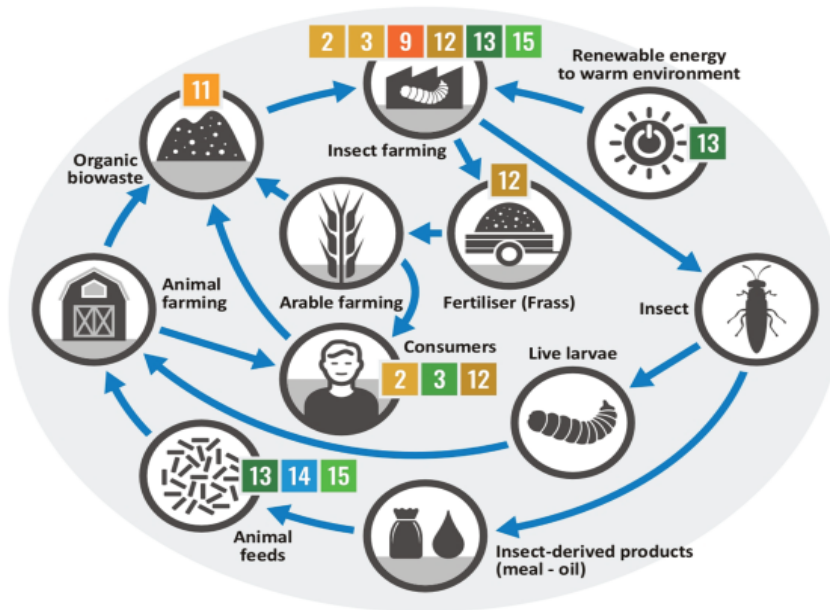 2 3 9 12 13 15
Renewable energy
to warm environment
11
13
Insect farming
Organic
biowaste
12
Animal
farming
Arable farming
Fertiliser (Frass)
Insect
Consumers
Live larvae
2 3 12
13 14 15
Animal
feeds
Insect-derived products
(meal - oil)